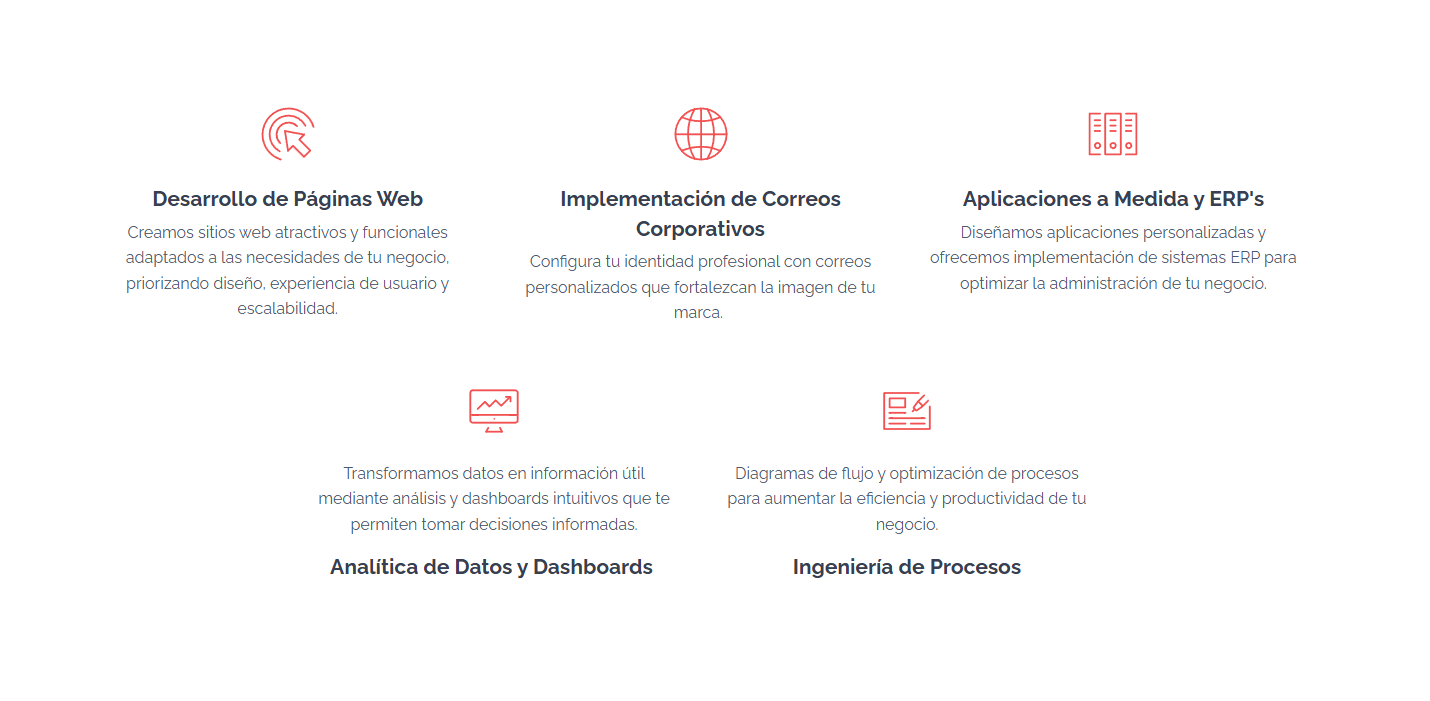 Desarrollo de Páginas Web
Creamos sitios web atractivos y funcionales
adaptados a las necesidades de tu negocio,
priorizando diseño, experiencia de usuario y
escalabilidad.
Implementación de Correos
Corporativos
Configura tu identidad profesional con correos
personalizados que fortalezcan la imagen de tu
marca.
Aplicaciones a Medida y ERP's
Diseñamos aplicaciones personalizadas y
ofrecemos implementación de sistemas ERP para
optimizar la administración de tu negocio.
Transformamos datos en información útil
mediante análisis y dashboards intuitivos que te
permiten tomar decisiones informadas.
Analítica de Datos y Dashboards
Diagramas de flujo y optimización de procesos
para aumentar la eficiencia y productividad de tu
negocio.
Ingeniería de Procesos